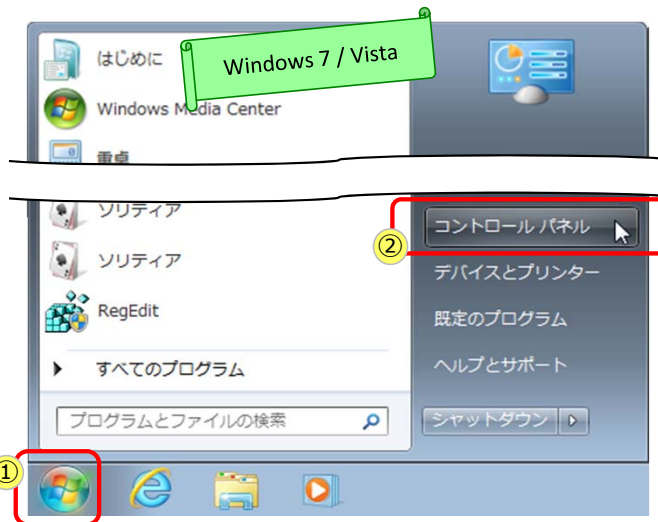 はじめに
Windows 7 / Vista
Windows Media Center
ソリティア
ソリティア
RegEdit
すべてのプログラム
プログラムとファイルの検索
②
コントロール パネル
デバイスとプリンター
既定のプログラム
ヘルプとサポート
シャットダウン
①